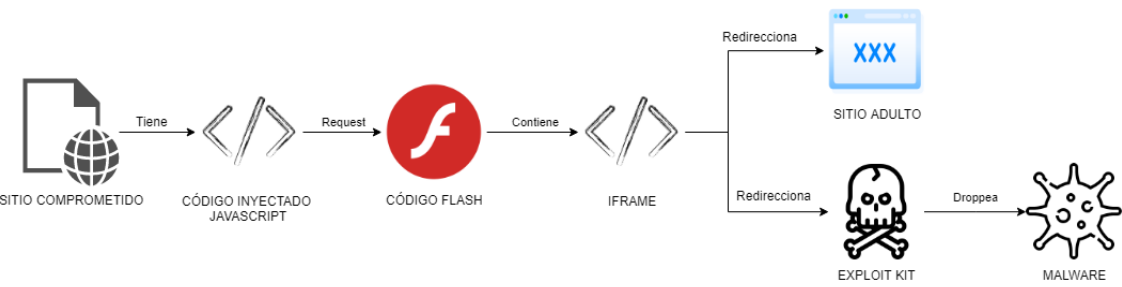 Redirecciona
XXX
SITIO ADULTO
Tiene
Request
Contiene
SITIO COMPROMETIDO
CÓDIGO INYECTADO
JAVASCRIPT
CÓDIGO FLASH
IFRAME
Redirecciona
Droppea
EXPLOIT KIT
MALWARE